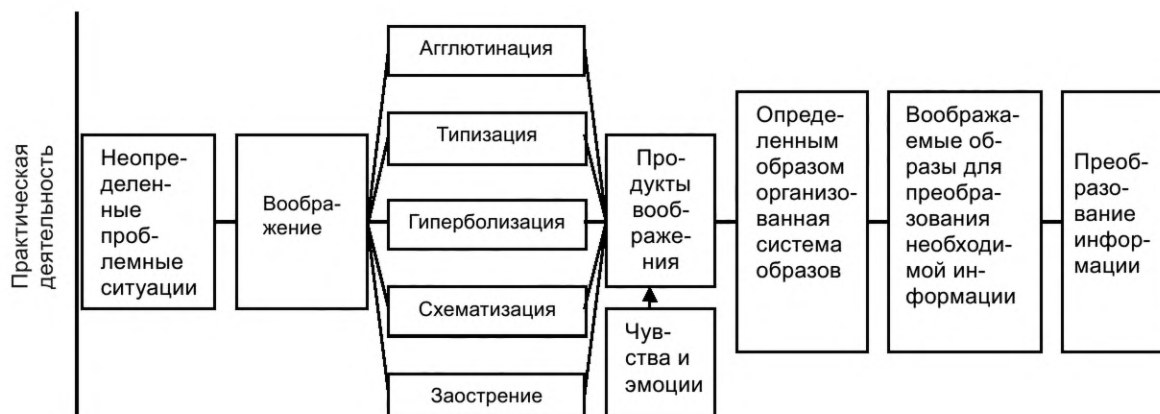 Практическая
деятельность
Неопре-
деленн-
ные
проб-
лемные
ситуации
Вообра-
жение
Агглютинация
Типизация
Гиперболизация
Схематизация
Заострение
Про-
дукты
вооб-
раже-
ния
Чув-
ства и
эмоции
Опреде-
ленным
образом
организо-
ванная
система
образов
Воображa-
емые об-
разы для
преобра-
зования
необходи-
мой ин-
формации
Преоб-
разо-
вание
инфор-
мации